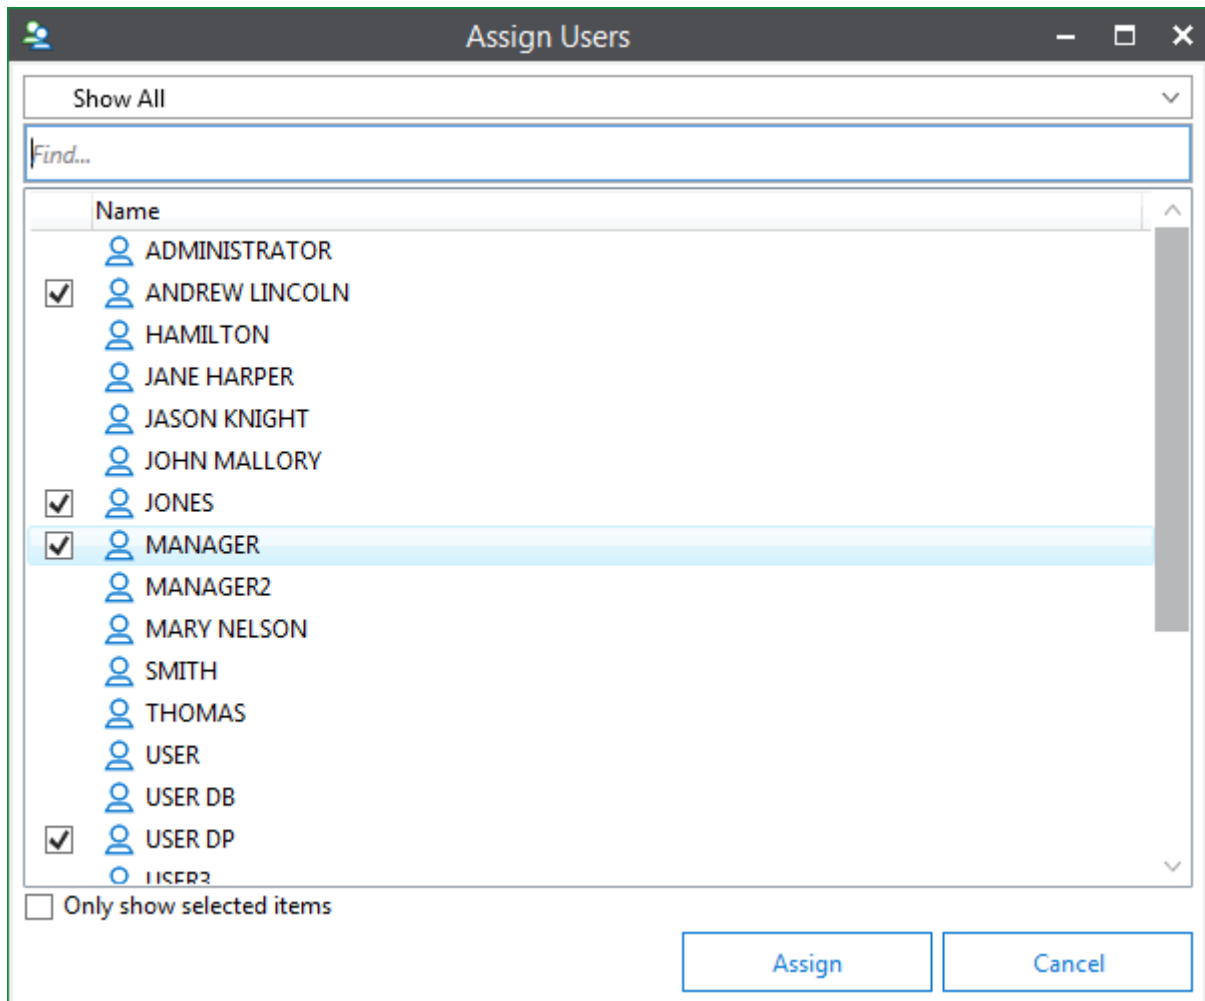 Assign Users
Show All
Find...
Name
ADMINISTRATOR
ANDREW LINCOLN
HAMILTON
JANE HARPER
JASON KNIGHT
JOHN MALLORY
JONES
MANAGER
MANAGER2
MARY NELSON
SMITH
THOMAS
USER
USER DB
USER DP
USER3
Only show selected items
Assign Cancel